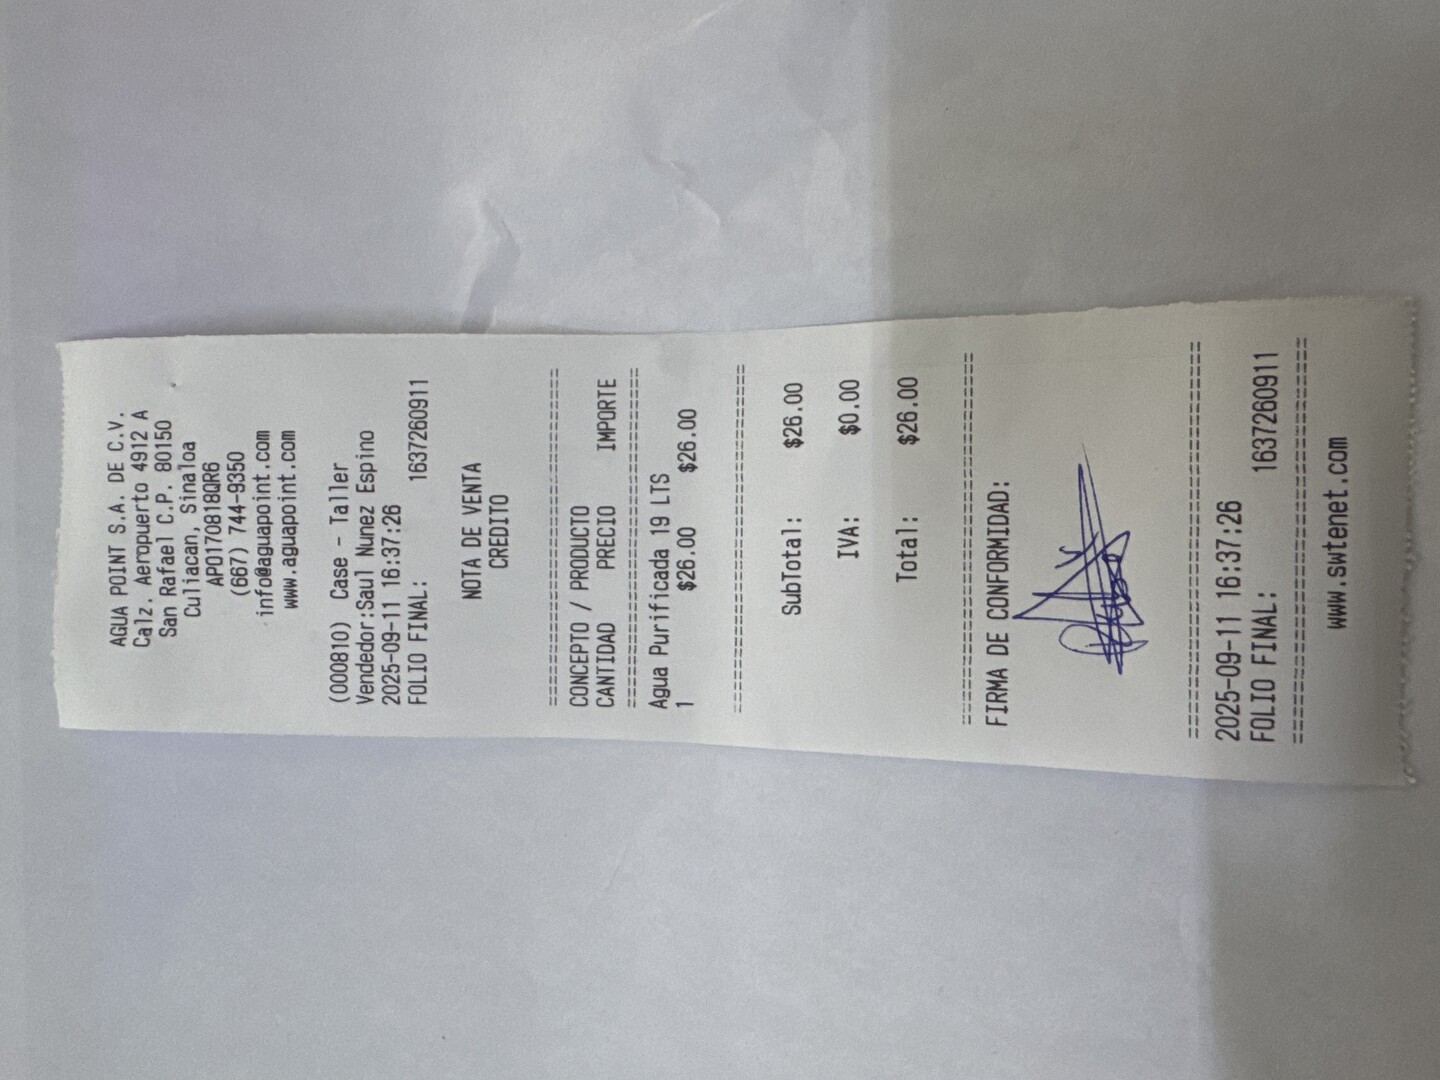 AGUA POINT S.A. DE C.V.
Calz. Aeropuerto 4912 A
San Rafael C.P. 80150
Culiacan, Sinaloa
APO170818QR6
(667) 744-9350
info@aguapoint.com
www.aguapoint.com
(000810) Case - Taller
Vendedor:Saul Nunez Espino
2025-09-11 16:37:26
FOLIO FINAL: 1637260911
NOTA DE VENTA
CREDITO
==============================
CONCEPTO / PRODUCTO
CANTIDAD PRECIO IMPORTE
==============================
Agua Purificada 19 LTS
1 $26.00 $26.00
==============================
SubTotal: $26.00
IVA: $0.00
Total: $26.00
==============================
FIRMA DE CONFORMIDAD:
==============================
2025-09-11 16:37:26
FOLIO FINAL: 1637260911
==============================
www.swtenet.com